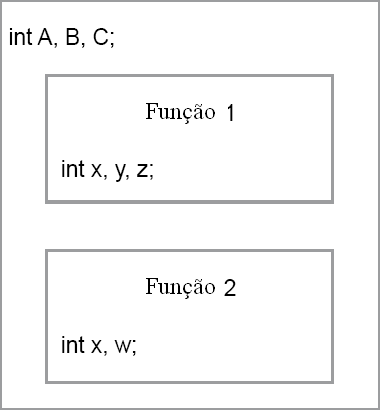 int A, B, C;
Função 1
int x, y, z;
Função 2
int x, w;